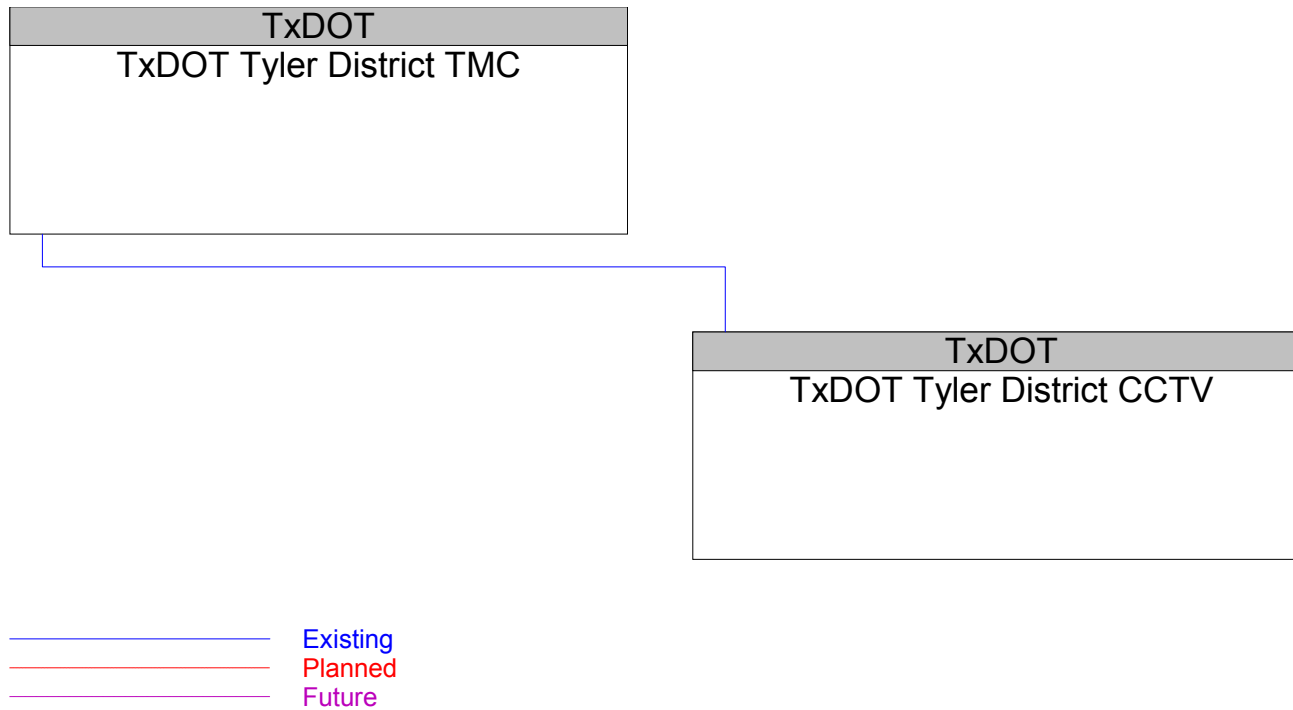 TxDOT
TxDOT Tyler District TMC
TxDOT
TxDOT Tyler District CCTV
Existing
Planned
Future